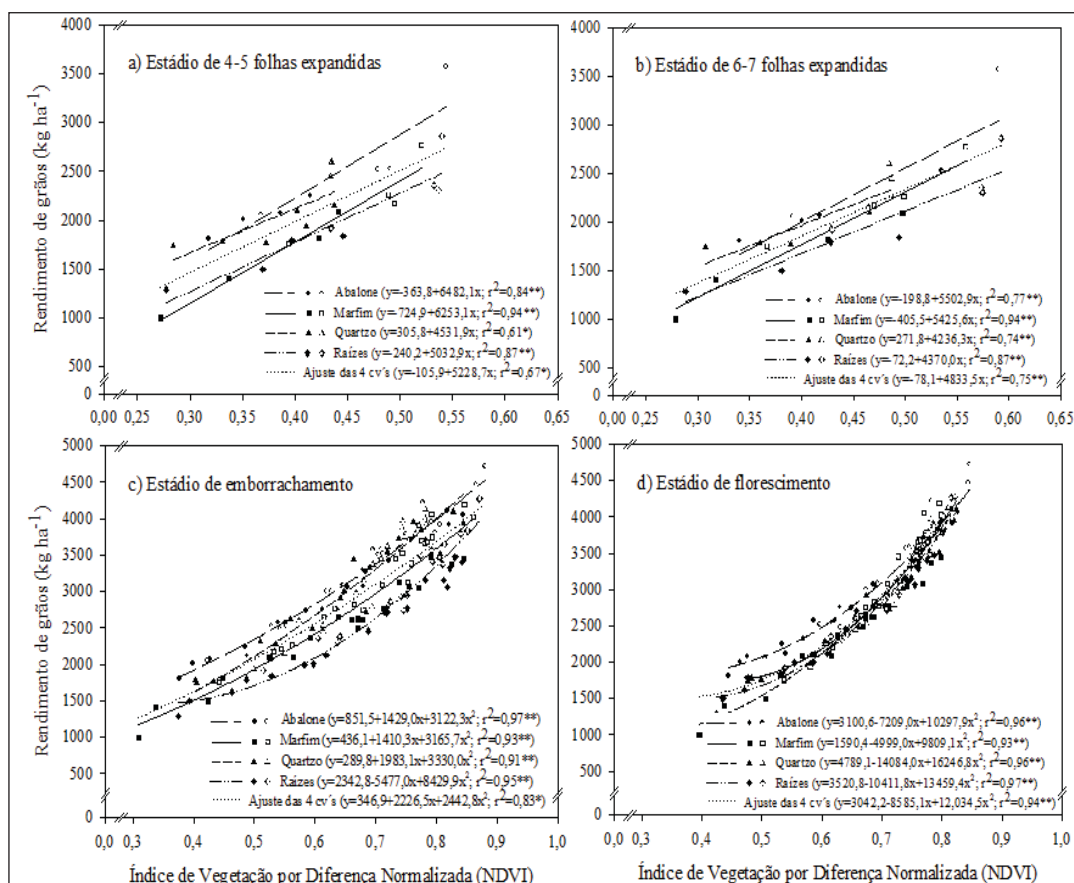 a) Estádio de 4-5 folhas expandidas
Rendimento de grãos (kg ha⁻¹)
4000
3500
3000
2500
2000
1500
1000
500
0
Abalone (y=-363,8+6482,1x; r²=0,84**)
Marfim (y=-724,9+6253,1x; r²=0,94**)
Quartzo (y=305,8+4531,9x; r²=0,61*)
Raízes (y=-240,2+5032,9x; r²=0,87**)
Ajuste das 4 cv´s (y=-105,9+5228,7x; r²=0,67*)
0,00 0,25 0,30 0,35 0,40 0,45 0,50 0,55 0,60 0,65
b) Estádio de 6-7 folhas expandidas
4000
3500
3000
2500
2000
1500
1000
500
0
Abalone (y=-198,8+5502,9x; r²=0,77**)
Marfim (y=-405,5+5425,6x; r²=0,94**)
Quartzo (y=271,8+4236,3x; r²=0,74**)
Raízes (y=-72,2+4370,0x; r²=0,87**)
Ajuste das 4 cv´s (y=-78,1+4833,5x; r²=0,75**)
0,00 0,25 0,30 0,35 0,40 0,45 0,50 0,55 0,60 0,65
c) Estádio de emborrachamento
Rendimento de grãos (kg ha⁻¹)
5000
4500
4000
3500
3000
2500
2000
1500
1000
500
0
Abalone (y=851,5+1429,0x+3122,3x²; r²=0,97**)
Marfim (y=436,1+1410,3x+3165,7x²; r²=0,93**)
Quartzo (y=289,8+1983,1x+3330,0x²; r²=0,91**)
Raízes (y=2342,8-5477,0x+8429,9x²; r²=0,95**)
Ajuste das 4 cv´s (y=346,9+2226,5x+2442,8x²; r²=0,83*)
0,0 0,3 0,4 0,5 0,6 0,7 0,8 0,9 1,0
Índice de Vegetação por Diferença Normalizada (NDVI)
d) Estádio de florescimento
5000
4500
4000
3500
3000
2500
2000
1500
1000
500
0
Abalone (y=3100,6-7209,0x+10297,9x²; r²=0,96**)
Marfim (y=1590,4-4999,0x+9809,1x²; r²=0,93**)
Quartzo (y=4789,1-14084,0x+16246,8x²; r²=0,96**)
Raízes (y=3520,8-10411,8x+13459,4x²; r²=0,97**)
Ajuste das 4 cv´s (y=3042,2-8585,1x+12,034,5x²; r²=0,94**)
0,0 0,3 0,4 0,5 0,6 0,7 0,8 0,9 1,0
Índice de Vegetação por Diferença Normalizada (NDVI)